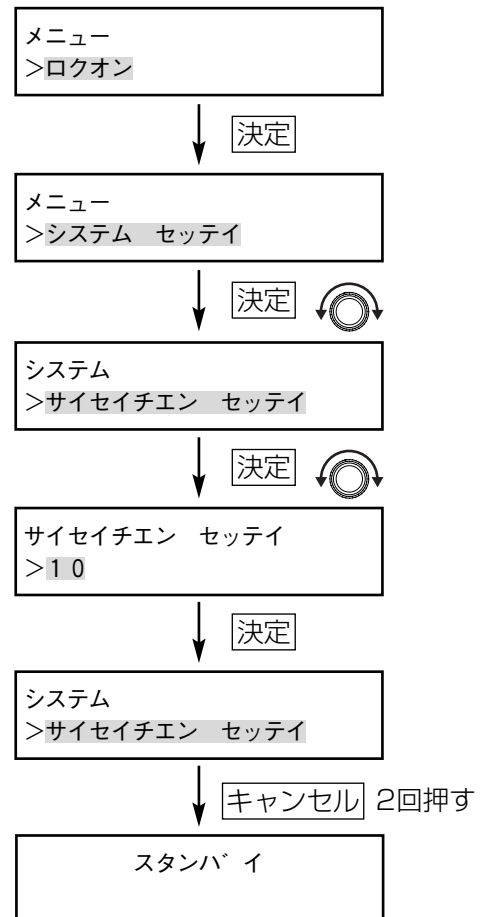 メニュー
>ロクオン
決定
メニュー
>システム　セッテイ
決定
システム
>サイセイチエン　セッテイ
決定
サイセイチエン　セッテイ
>１０
決定
システム
>サイセイチエン　セッテイ
キャンセル 2回押す
スタンハ゛イ